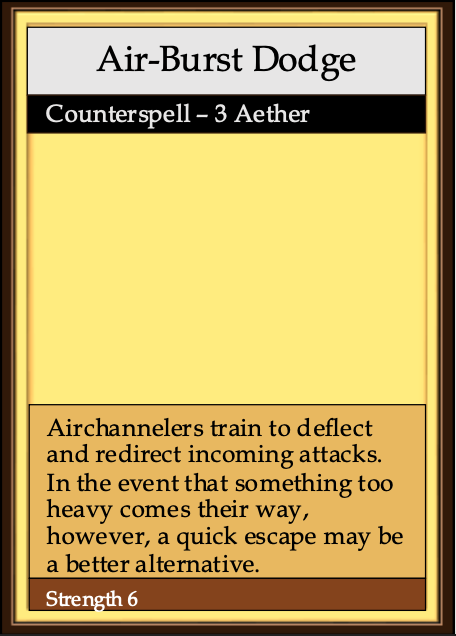 Air-Burst Dodge
Counterspell – 3 Aether
Airchannelers train to deflect
and redirect incoming attacks.
In the event that something too
heavy comes their way,
however, a quick escape may be
a better alternative.
Strength 6